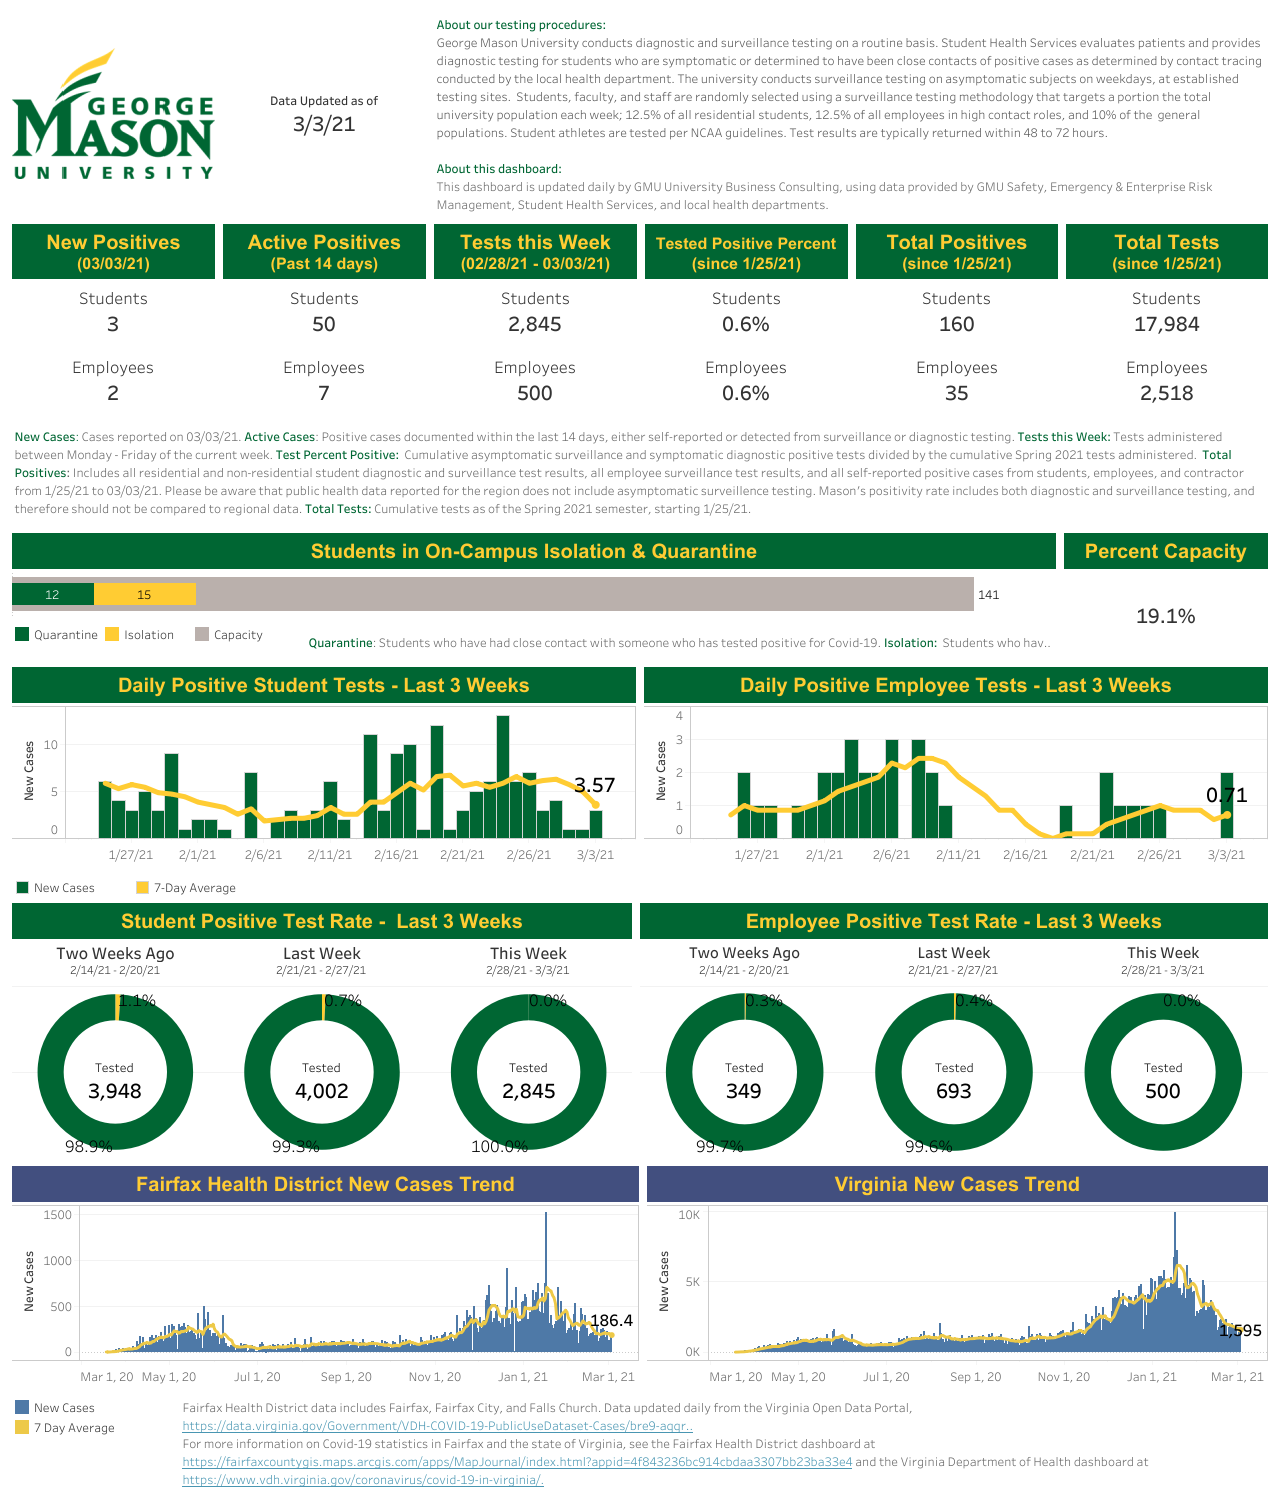 About our testing procedures:
George Mason University conducts diagnostic and surveillance testing on a routine basis. Student Health Services evaluates patients and provides
diagnostic testing for students who are symptomatic or determined to have been close contacts of positive cases as determined by contact tracing
conducted by the local health department. The university conducts surveillance testing on asymptomatic subjects on weekdays, at established
testing sites. Students, faculty, and staff are randomly selected using a surveillance testing methodology that targets a portion the total
university population each week; 12.5% of all residential students, 12.5% of all employees in high contact roles, and 10% of the general
populations. Student athletes are tested per NCAA guidelines. Test results are typically returned within 48 to 72 hours.
GEORGE
MASON
UNIVERSITY
Data Updated as of
3/3/21
About this dashboard:
This dashboard is updated daily by GMU University Business Consulting, using data provided by GMU Safety, Emergency & Enterprise Risk
Management, Student Health Services, and local health departments.
New Positives Active Positives Tests this Week Tested Positive Percent Total Positives Total Tests
(03/03/21) (Past 14 days) (02/28/21 - 03/03/21) (since 1/25/21) (since 1/25/21) (since 1/25/21)
Students Students Students Students Students Students
3 50 2,845 0.6% 160 17,984
Employees Employees Employees Employees Employees Employees
2 7 500 0.6% 35 2,518
New Cases: Cases reported on 03/03/21. Active Cases: Positive cases documented within the last 14 days, either self-reported or detected from surveillance or diagnostic testing. Tests this Week: Tests administered
between Monday - Friday of the current week. Test Percent Positive: Cumulative asymptomatic surveillance and symptomatic diagnostic positive tests divided by the cumulative Spring 2021 tests administered. Total
Positives: Includes all residential and non-residential student diagnostic and surveillance test results, all employee surveillance test results, and all self-reported positive cases from students, employees, and contractor
from 1/25/21 to 03/03/21. Please be aware that public health data reported for the region does not include asymptomatic surveillence testing. Mason's positivity rate includes both diagnostic and surveillance testing, and
therefore should not be compared to regional data. Total Tests: Cumulative tests as of the Spring 2021 semester, starting 1/25/21.
Students in On-Campus Isolation & Quarantine Percent Capacity
12 15 141
19.1%
Quarantine Isolation Capacity
Quarantine: Students who have had close contact with someone who has tested positive for Covid-19. Isolation: Students who hav..
Daily Positive Student Tests - Last 3 Weeks
New Cases
10
5
0
3.57
1/27/21 2/1/21 2/6/21 2/11/21 2/16/21 2/21/21 2/26/21 3/3/21
Daily Positive Employee Tests - Last 3 Weeks
New Cases
4
3
2
1
0
0.71
1/27/21 2/1/21 2/6/21 2/11/21 2/16/21 2/21/21 2/26/21 3/3/21
New Cases 7-Day Average
Student Positive Test Rate - Last 3 Weeks
Two Weeks Ago Last Week This Week
2/14/21 - 2/20/21 2/21/21 - 2/27/21 2/28/21 - 3/3/21
1.1% 0.7% 0.0%
Tested Tested Tested
3,948 4,002 2,845
98.9% 99.3% 100.0%
Employee Positive Test Rate - Last 3 Weeks
Two Weeks Ago Last Week This Week
2/14/21 - 2/20/21 2/21/21 - 2/27/21 2/28/21 - 3/3/21
0.3% 0.4% 0.0%
Tested Tested Tested
349 693 500
99.7% 99.6%
Fairfax Health District New Cases Trend
New Cases
1500
1000
500
0
186.4
Mar 1, 20 May 1, 20 Jul 1, 20 Sep 1, 20 Nov 1, 20 Jan 1, 21 Mar 1, 21
Virginia New Cases Trend
New Cases
10K
5K
0K
1,595
Mar 1, 20 May 1, 20 Jul 1, 20 Sep 1, 20 Nov 1, 20 Jan 1, 21 Mar 1, 21
New Cases
7 Day Average
Fairfax Health District data includes Fairfax, Fairfax City, and Falls Church. Data updated daily from the Virginia Open Data Portal,
https://data.virginia.gov/Government/VDH-COVID-19-PublicUseDataset-Cases/bre9-aqqr..
For more information on Covid-19 statistics in Fairfax and the state of Virginia, see the Fairfax Health District dashboard at
https://fairfaxcountygis.maps.arcgis.com/apps/MapJournal/index.html?appid=4f843236bc914cbdaa3307bb23ba33e4 and the Virginia Department of Health dashboard at
https://www.vdh.virginia.gov/coronavirus/covid-19-in-virginia/.